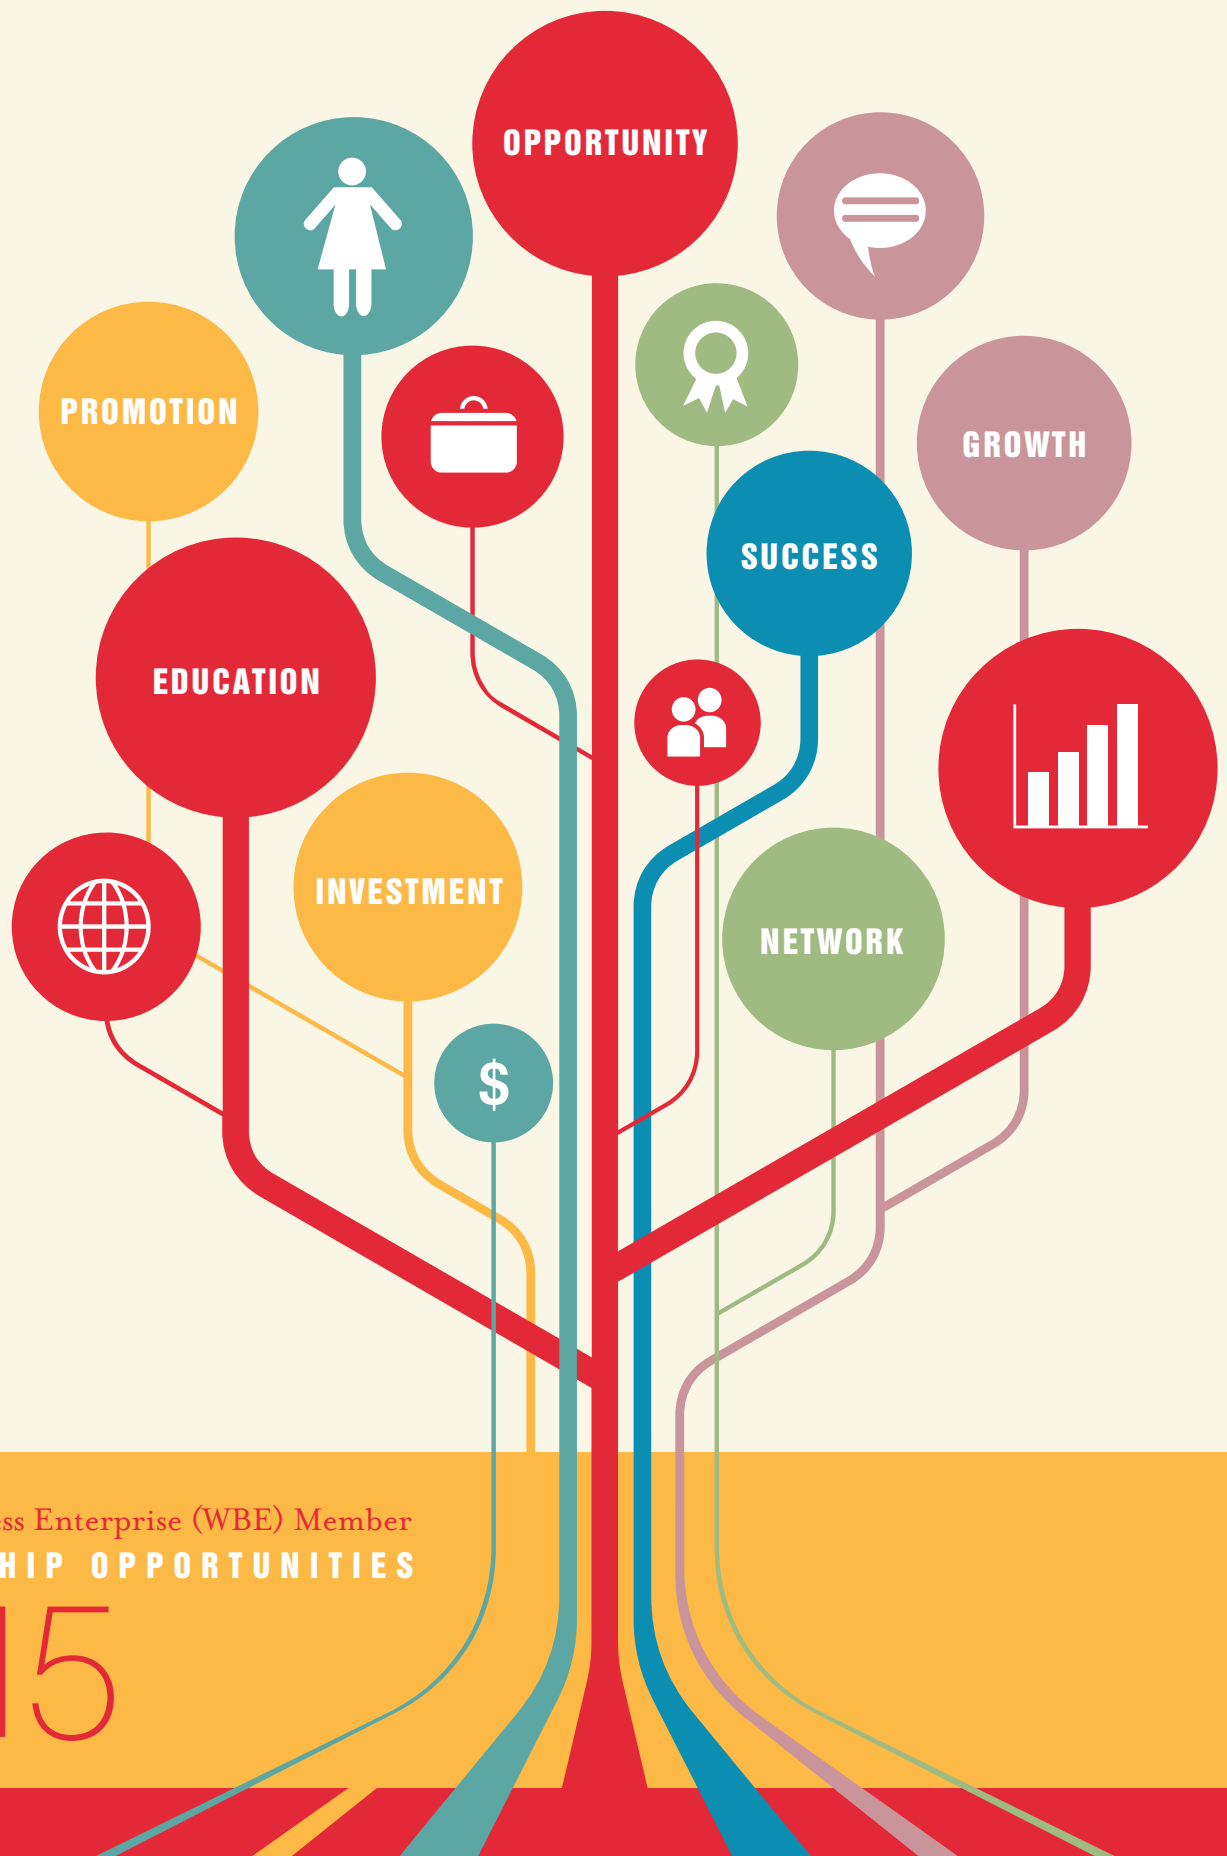 OPPORTUNITY
PROMOTION
GROWTH
SUCCESS
EDUCATION
INVESTMENT
NETWORK
$
ss Enterprise (WBE) Member
HIP OPPORTUNITIES
15